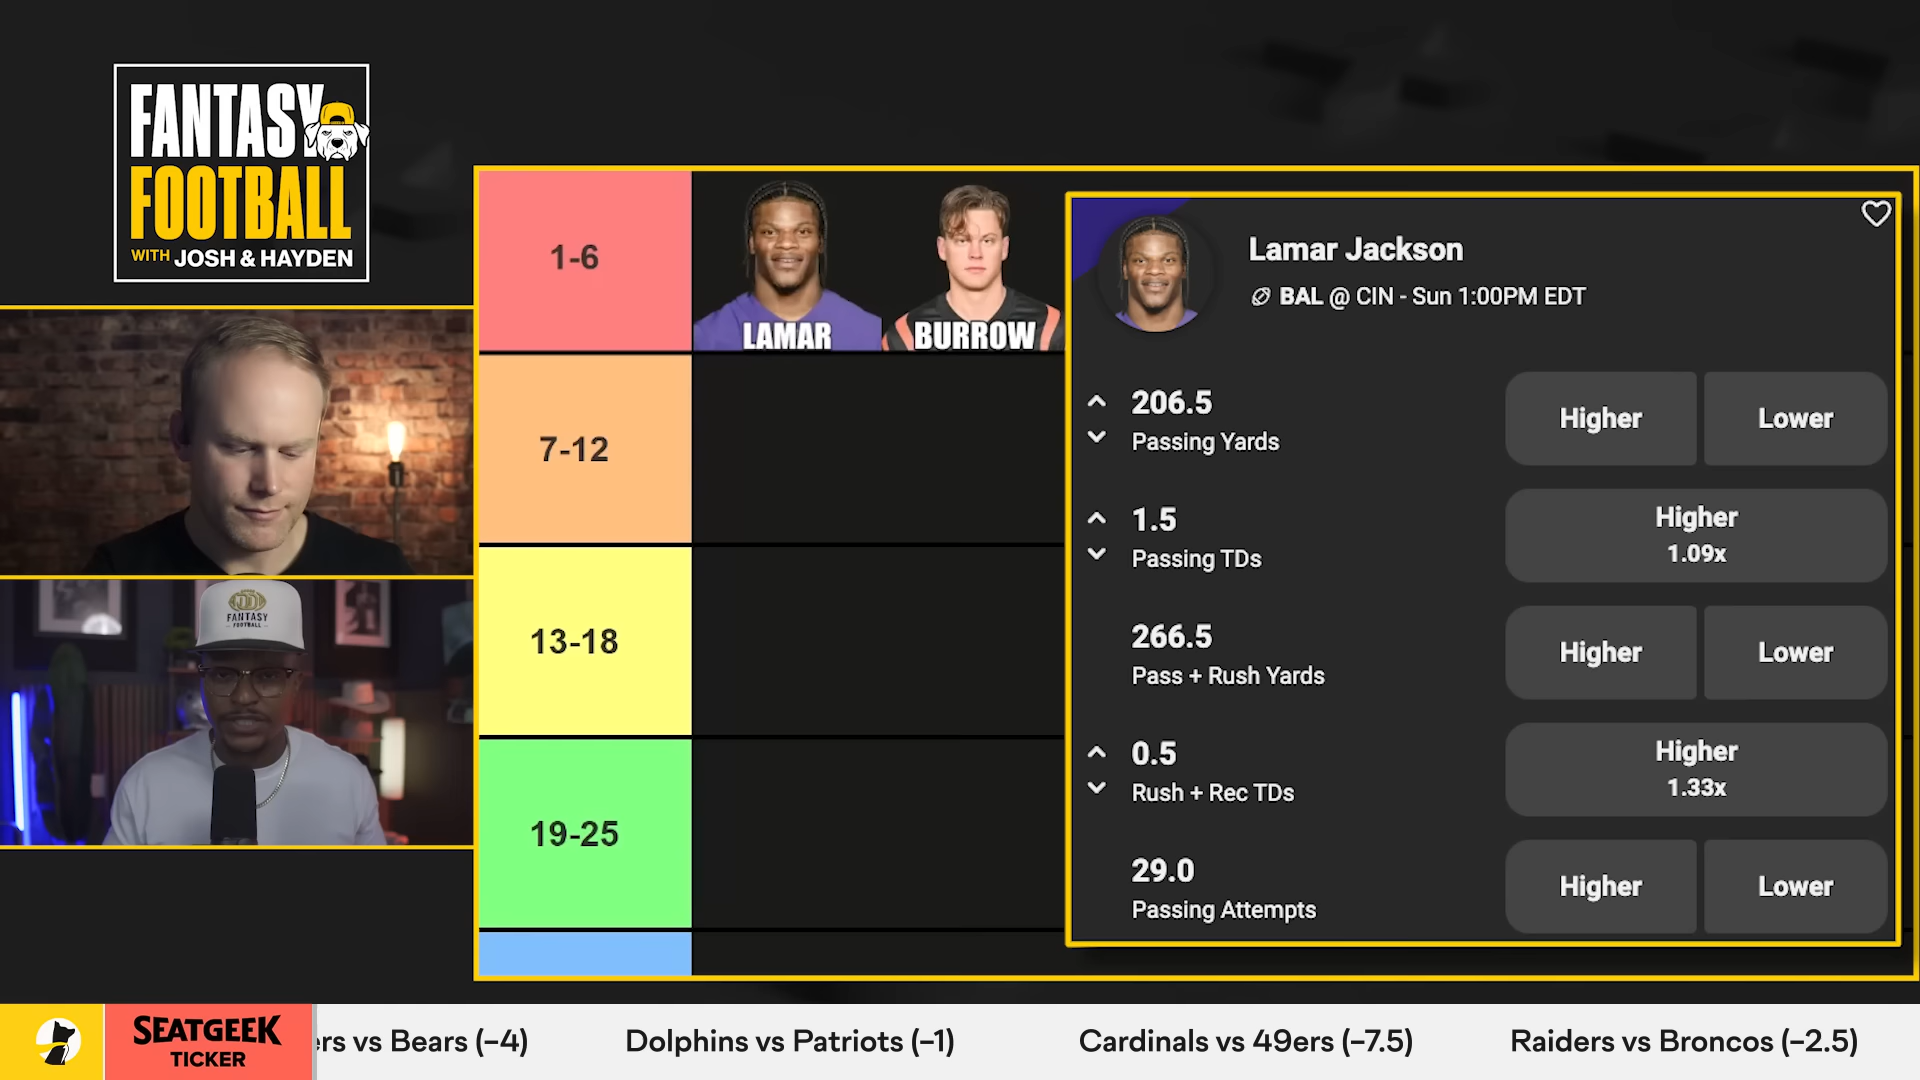 FANTASY
FOOTBALL
WITH JOSH & HAYDEN
FANTASY
FOOTBALL
1-6
LAMAR
BURROW
7-12
13-18
19-25
Lamar Jackson
BAL @ CIN - Sun 1:00PM EDT
206.5
Passing Yards
Higher
Lower
1.5
Passing TDs
Higher
1.09x
266.5
Pass + Rush Yards
Higher
Lower
0.5
Rush + Rec TDs
Higher
1.33x
29.0
Passing Attempts
Higher
Lower
SEATGEEK
TICKER
ers vs Bears (-4)
Dolphins vs Patriots (-1)
Cardinals vs 49ers (-7.5)
Raiders vs Broncos (-2.5)